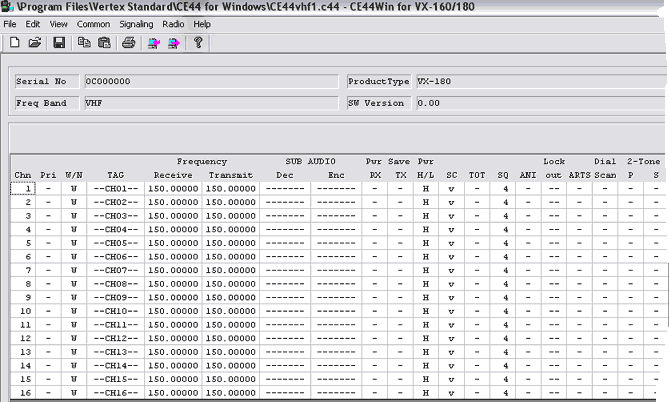 \Program Files\Vertex Standard\CE44 for Windows\CE44vhf1.c44 - CE44Win for VX-160/180
File Edit View Common Signaling Radio Help
Serial No 0C000000 ProductType VX-180
Freq Band VHF SW Version 0.00
Frequency SUB AUDIO Pwr Save Pwr Lock Dial 2-Tone
Chn Pri W/N TAG Receive Transmit Dec Enc RX TX H/L SC TOT SQ ANI out ARTS Scan P S
1 - W --CH01-- 150.00000 150.00000 ------- ------- - - H v - 4 - -- - - - -
2 - W --CH02-- 150.00000 150.00000 ------- ------- - - H v - 4 - -- - - - -
3 - W --CH03-- 150.00000 150.00000 ------- ------- - - H v - 4 - -- - - - -
4 - W --CH04-- 150.00000 150.00000 ------- ------- - - H v - 4 - -- - - - -
5 - W --CH05-- 150.00000 150.00000 ------- ------- - - H v - 4 - -- - - - -
6 - W --CH06-- 150.00000 150.00000 ------- ------- - - H v - 4 - -- - - - -
7 - W --CH07-- 150.00000 150.00000 ------- ------- - - H v - 4 - -- - - - -
8 - W --CH08-- 150.00000 150.00000 ------- ------- - - H v - 4 - -- - - - -
9 - W --CH09-- 150.00000 150.00000 ------- ------- - - H v - 4 - -- - - - -
10 - W --CH10-- 150.00000 150.00000 ------- ------- - - H v - 4 - -- - - - -
11 - W --CH11-- 150.00000 150.00000 ------- ------- - - H v - 4 - -- - - - -
12 - W --CH12-- 150.00000 150.00000 ------- ------- - - H v - 4 - -- - - - -
13 - W --CH13-- 150.00000 150.00000 ------- ------- - - H v - 4 - -- - - - -
14 - W --CH14-- 150.00000 150.00000 ------- ------- - - H v - 4 - -- - - - -
15 - W --CH15-- 150.00000 150.00000 ------- ------- - - H v - 4 - -- - - - -
16 - W --CH16-- 150.00000 150.00000 ------- ------- - - H v - 4 - -- - - - -